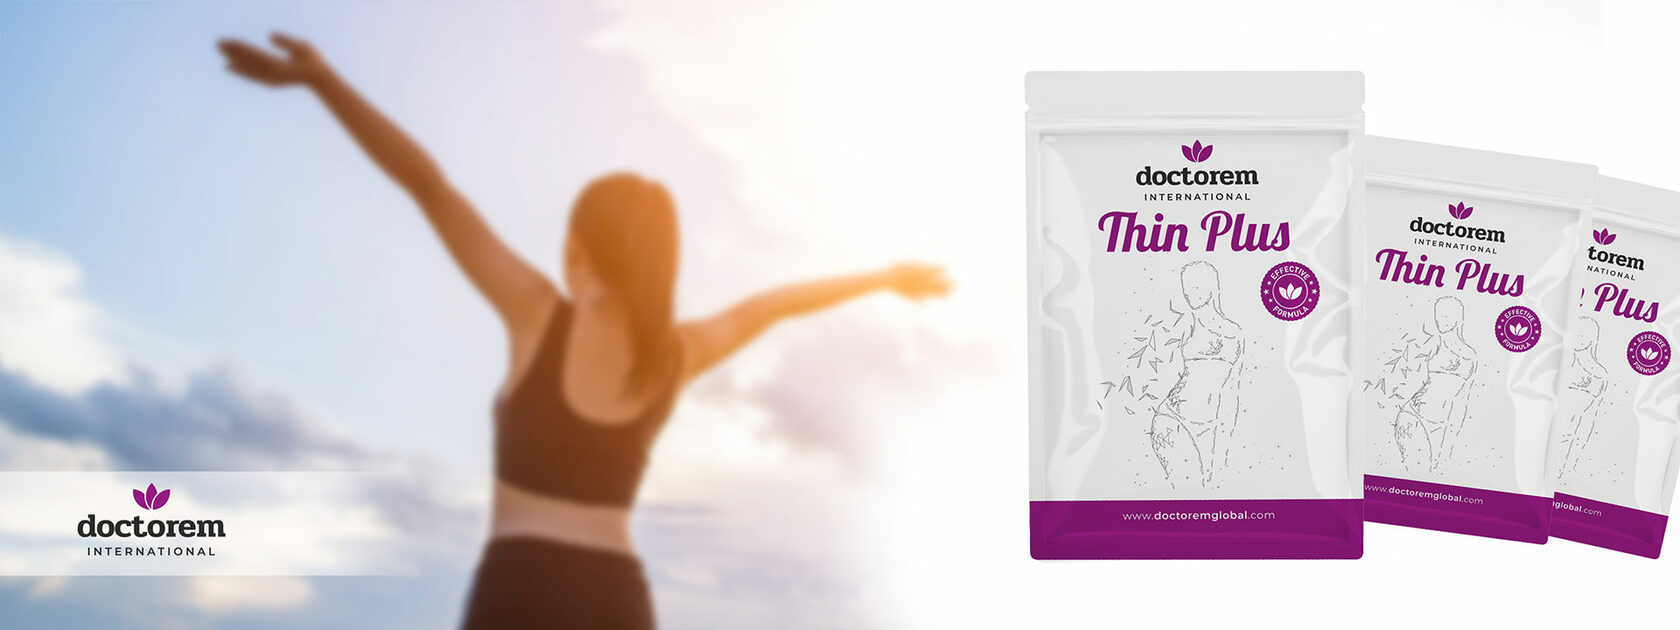 doctorem
INTERNATIONAL
doctorem
INTERNATIONAL
Thin Plus
EFFECTIVE
FORMULA
www.doctoremglobal.com
doctorem
INTERNATIONAL
Thin Plus
EFFECTIVE
FORMULA
www.doctoremglobal.com
torem
NATIONAL
Plus
EFFECTIVE
FORMULA
global.com